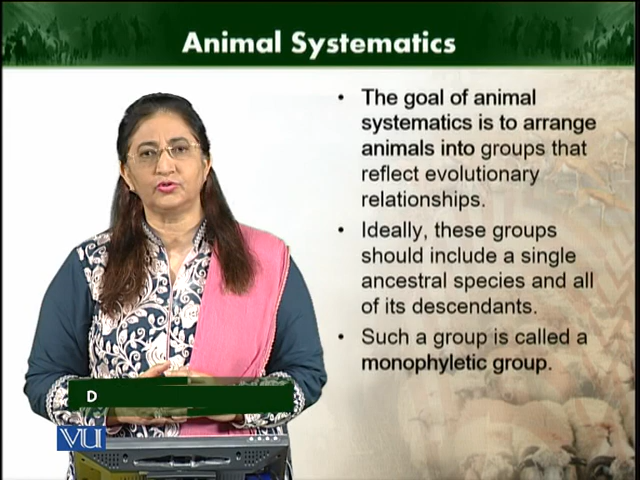 Animal Systematics
• The goal of animal
systematics is to arrange
animals into groups that
reflect evolutionary
relationships.
• Ideally, these groups
should include a single
ancestral species and all
of its descendants.
• Such a group is called a
monophyletic group.
D
VU